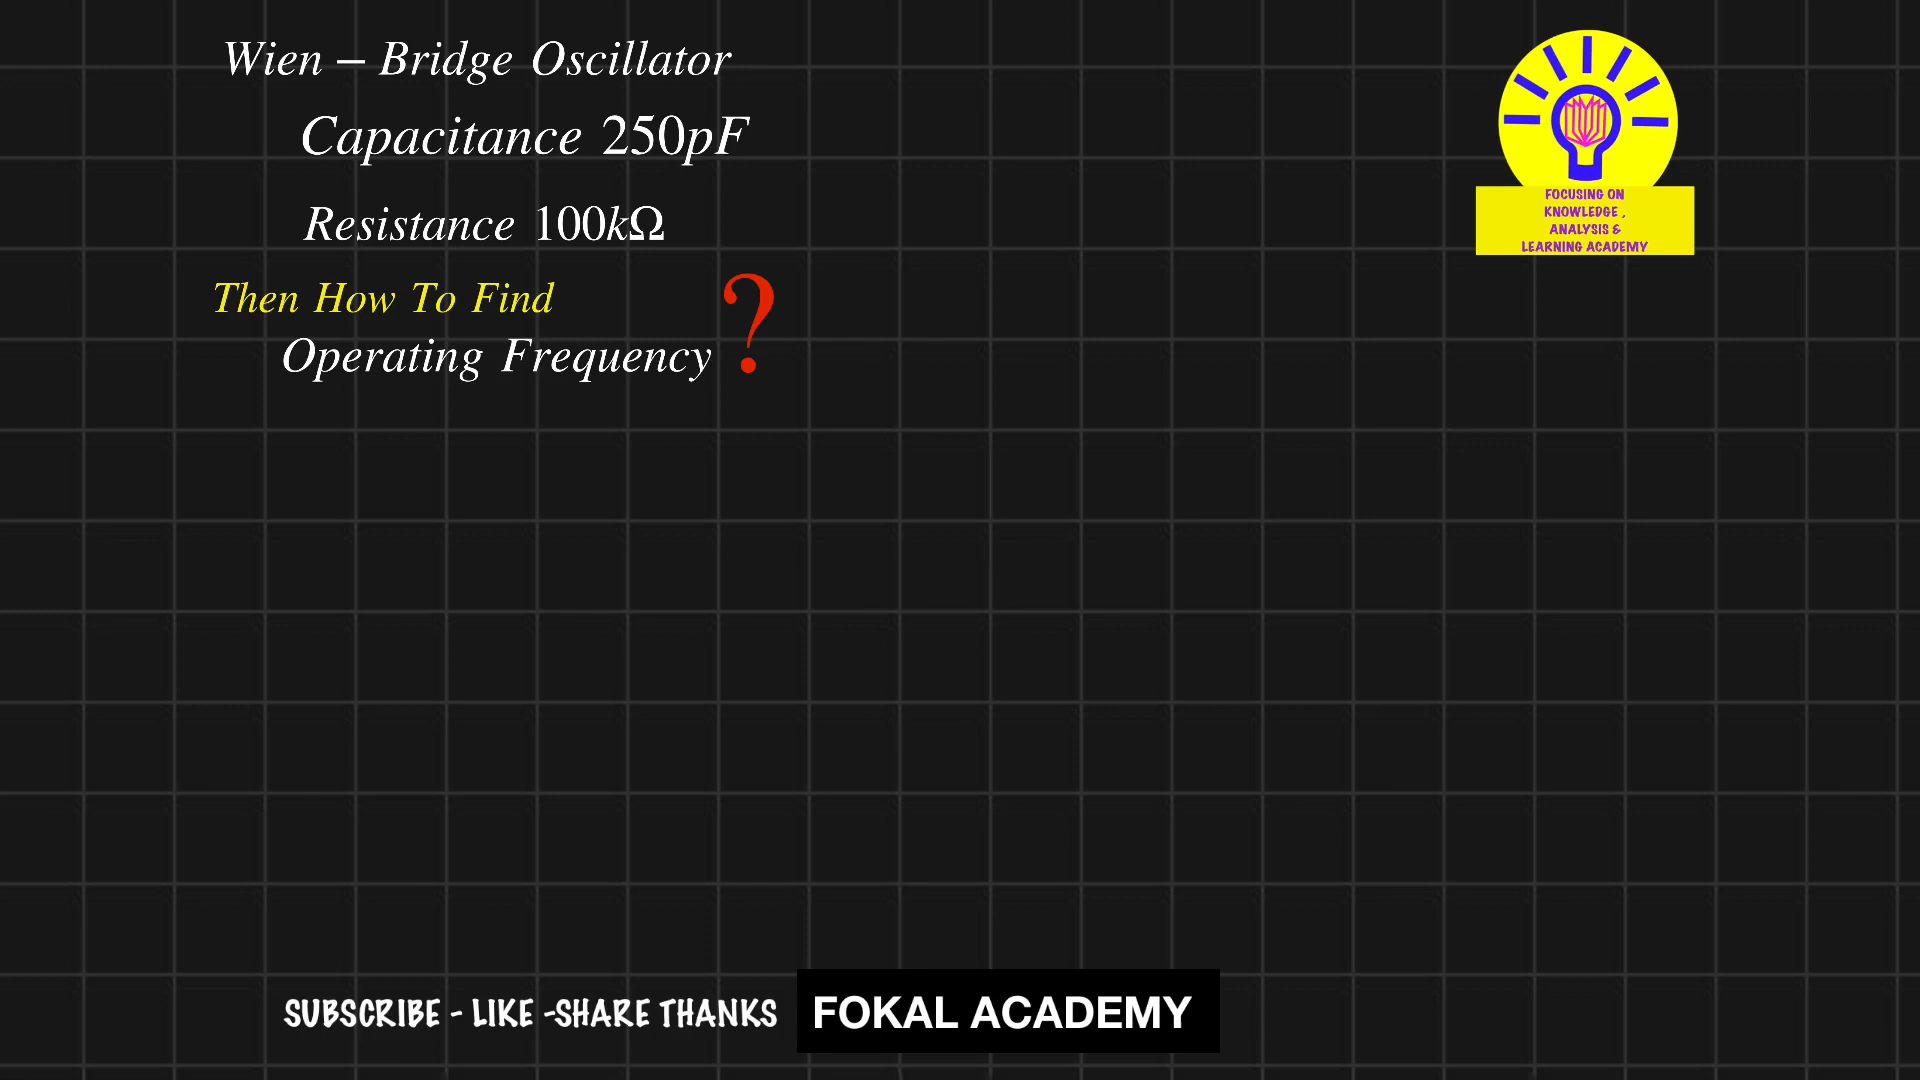 Wien – Bridge Oscillator
Capacitance 250pF
Resistance 100kΩ
Then How To Find
Operating Frequency ?
FOCUSING ON
KNOWLEDGE ,
ANALYSIS &
LEARNING ACADEMY
SUBSCRIBE - LIKE -SHARE THANKS
FOKAL ACADEMY